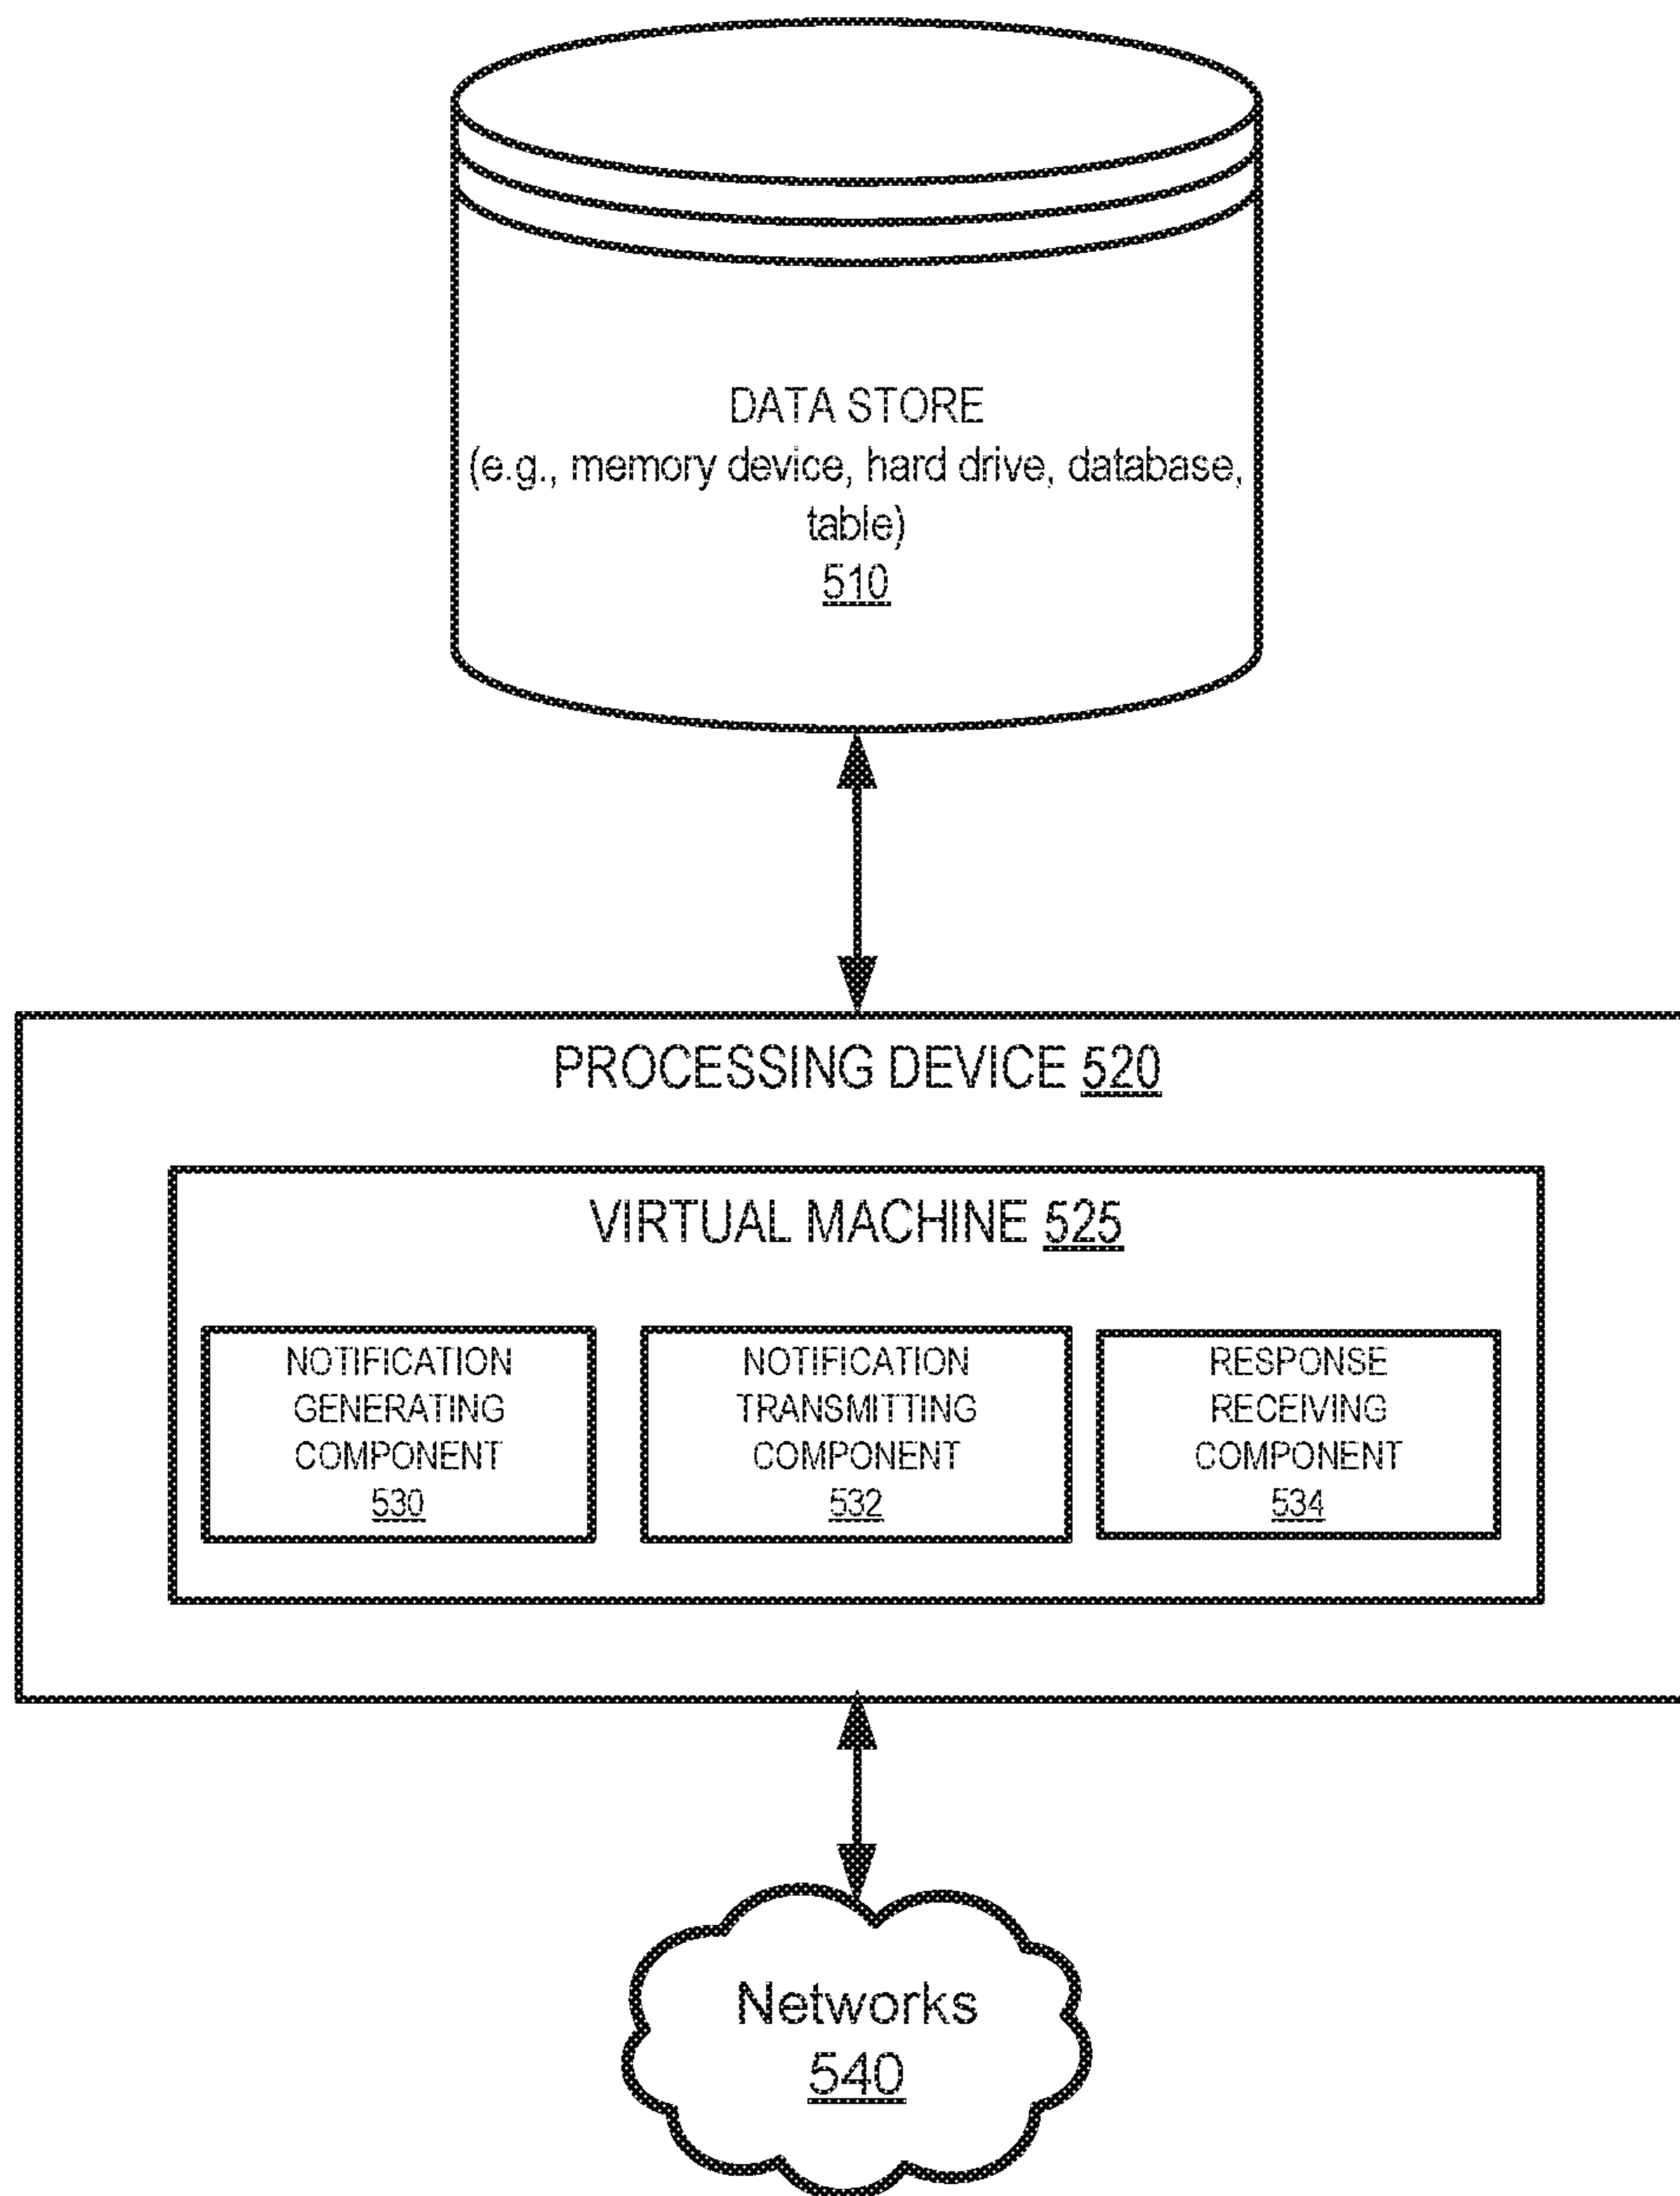 DATA STORE
(e.g., memory device, hard drive, database,
table)
510
PROCESSING DEVICE 520
VIRTUAL MACHINE 525
NOTIFICATION
GENERATING
COMPONENT
530
NOTIFICATION
TRANSMITTING
COMPONENT
532
RESPONSE
RECEIVING
COMPONENT
534
Networks
540